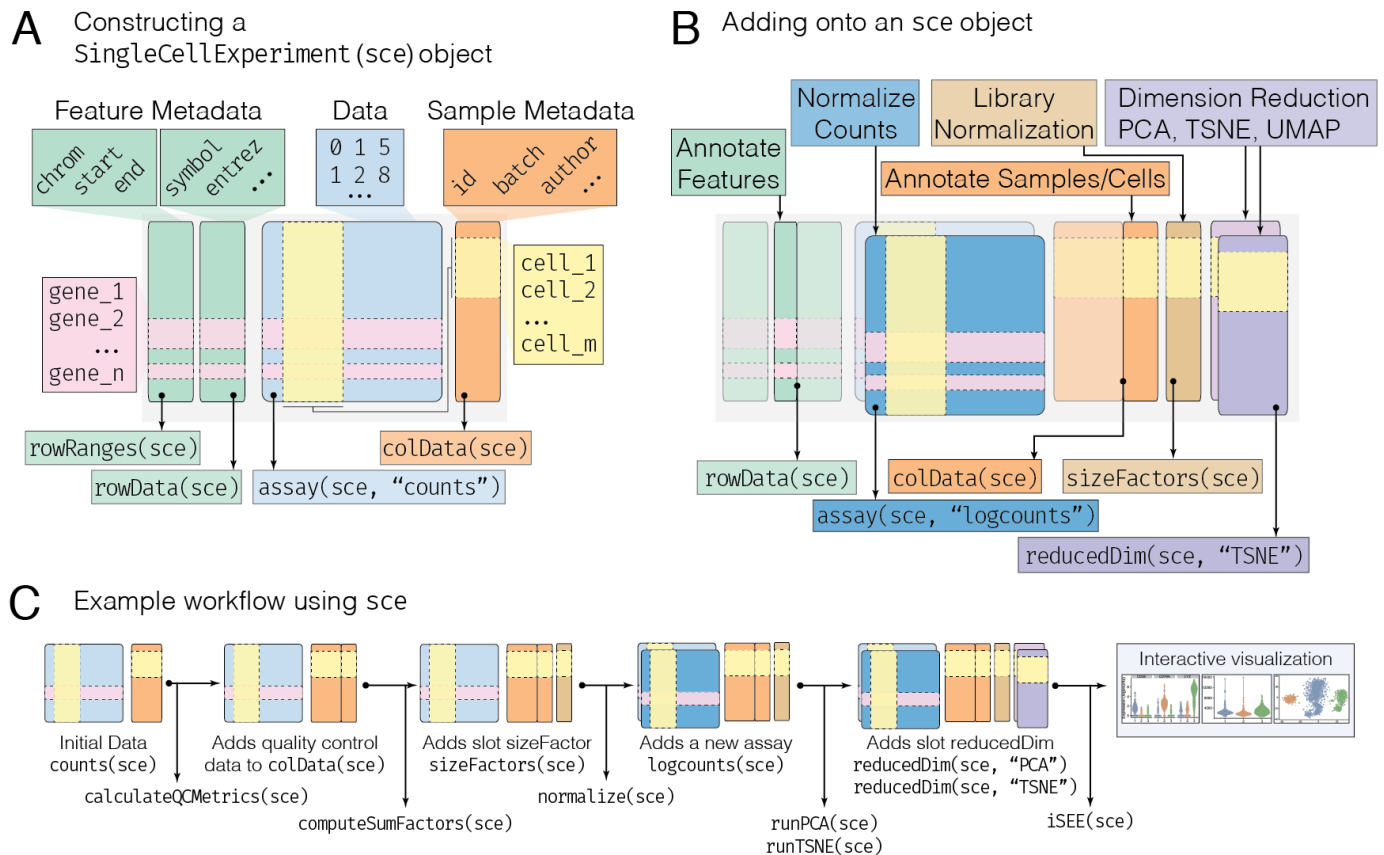 A
Constructing a
SingleCellExperiment (sce) object
Feature Metadata
Data
Sample Metadata
chrom
start
end
symbol
entrez
...
0 1 5
1 2 8
...
id
batch
author
...
gene_1
gene_2
...
gene_n
cell_1
cell_2
...
cell_m
rowRanges(sce)
rowData(sce)
assay(sce, “counts”)
colData(sce)
B
Adding onto an sce object
Annotate
Features
Normalize
Counts
Library
Normalization
Dimension Reduction
PCA, TSNE, UMAP
Annotate Samples/Cells
rowData(sce)
colData(sce)
sizeFactors(sce)
assay(sce, “logcounts”)
reducedDim(sce, “TSNE”)
C
Example workflow using sce
Initial Data
counts(sce)
calculateQCMetrics(sce)
Adds quality control
data to colData(sce)
computeSumFactors(sce)
Adds slot sizeFactor
sizeFactors(sce)
normalize(sce)
Adds a new assay
logcounts(sce)
runPCA(sce)
runTSNE(sce)
Adds slot reducedDim
reducedDim(sce, “PCA”)
reducedDim(sce, “TSNE”)
iSEE(sce)
Interactive visualization